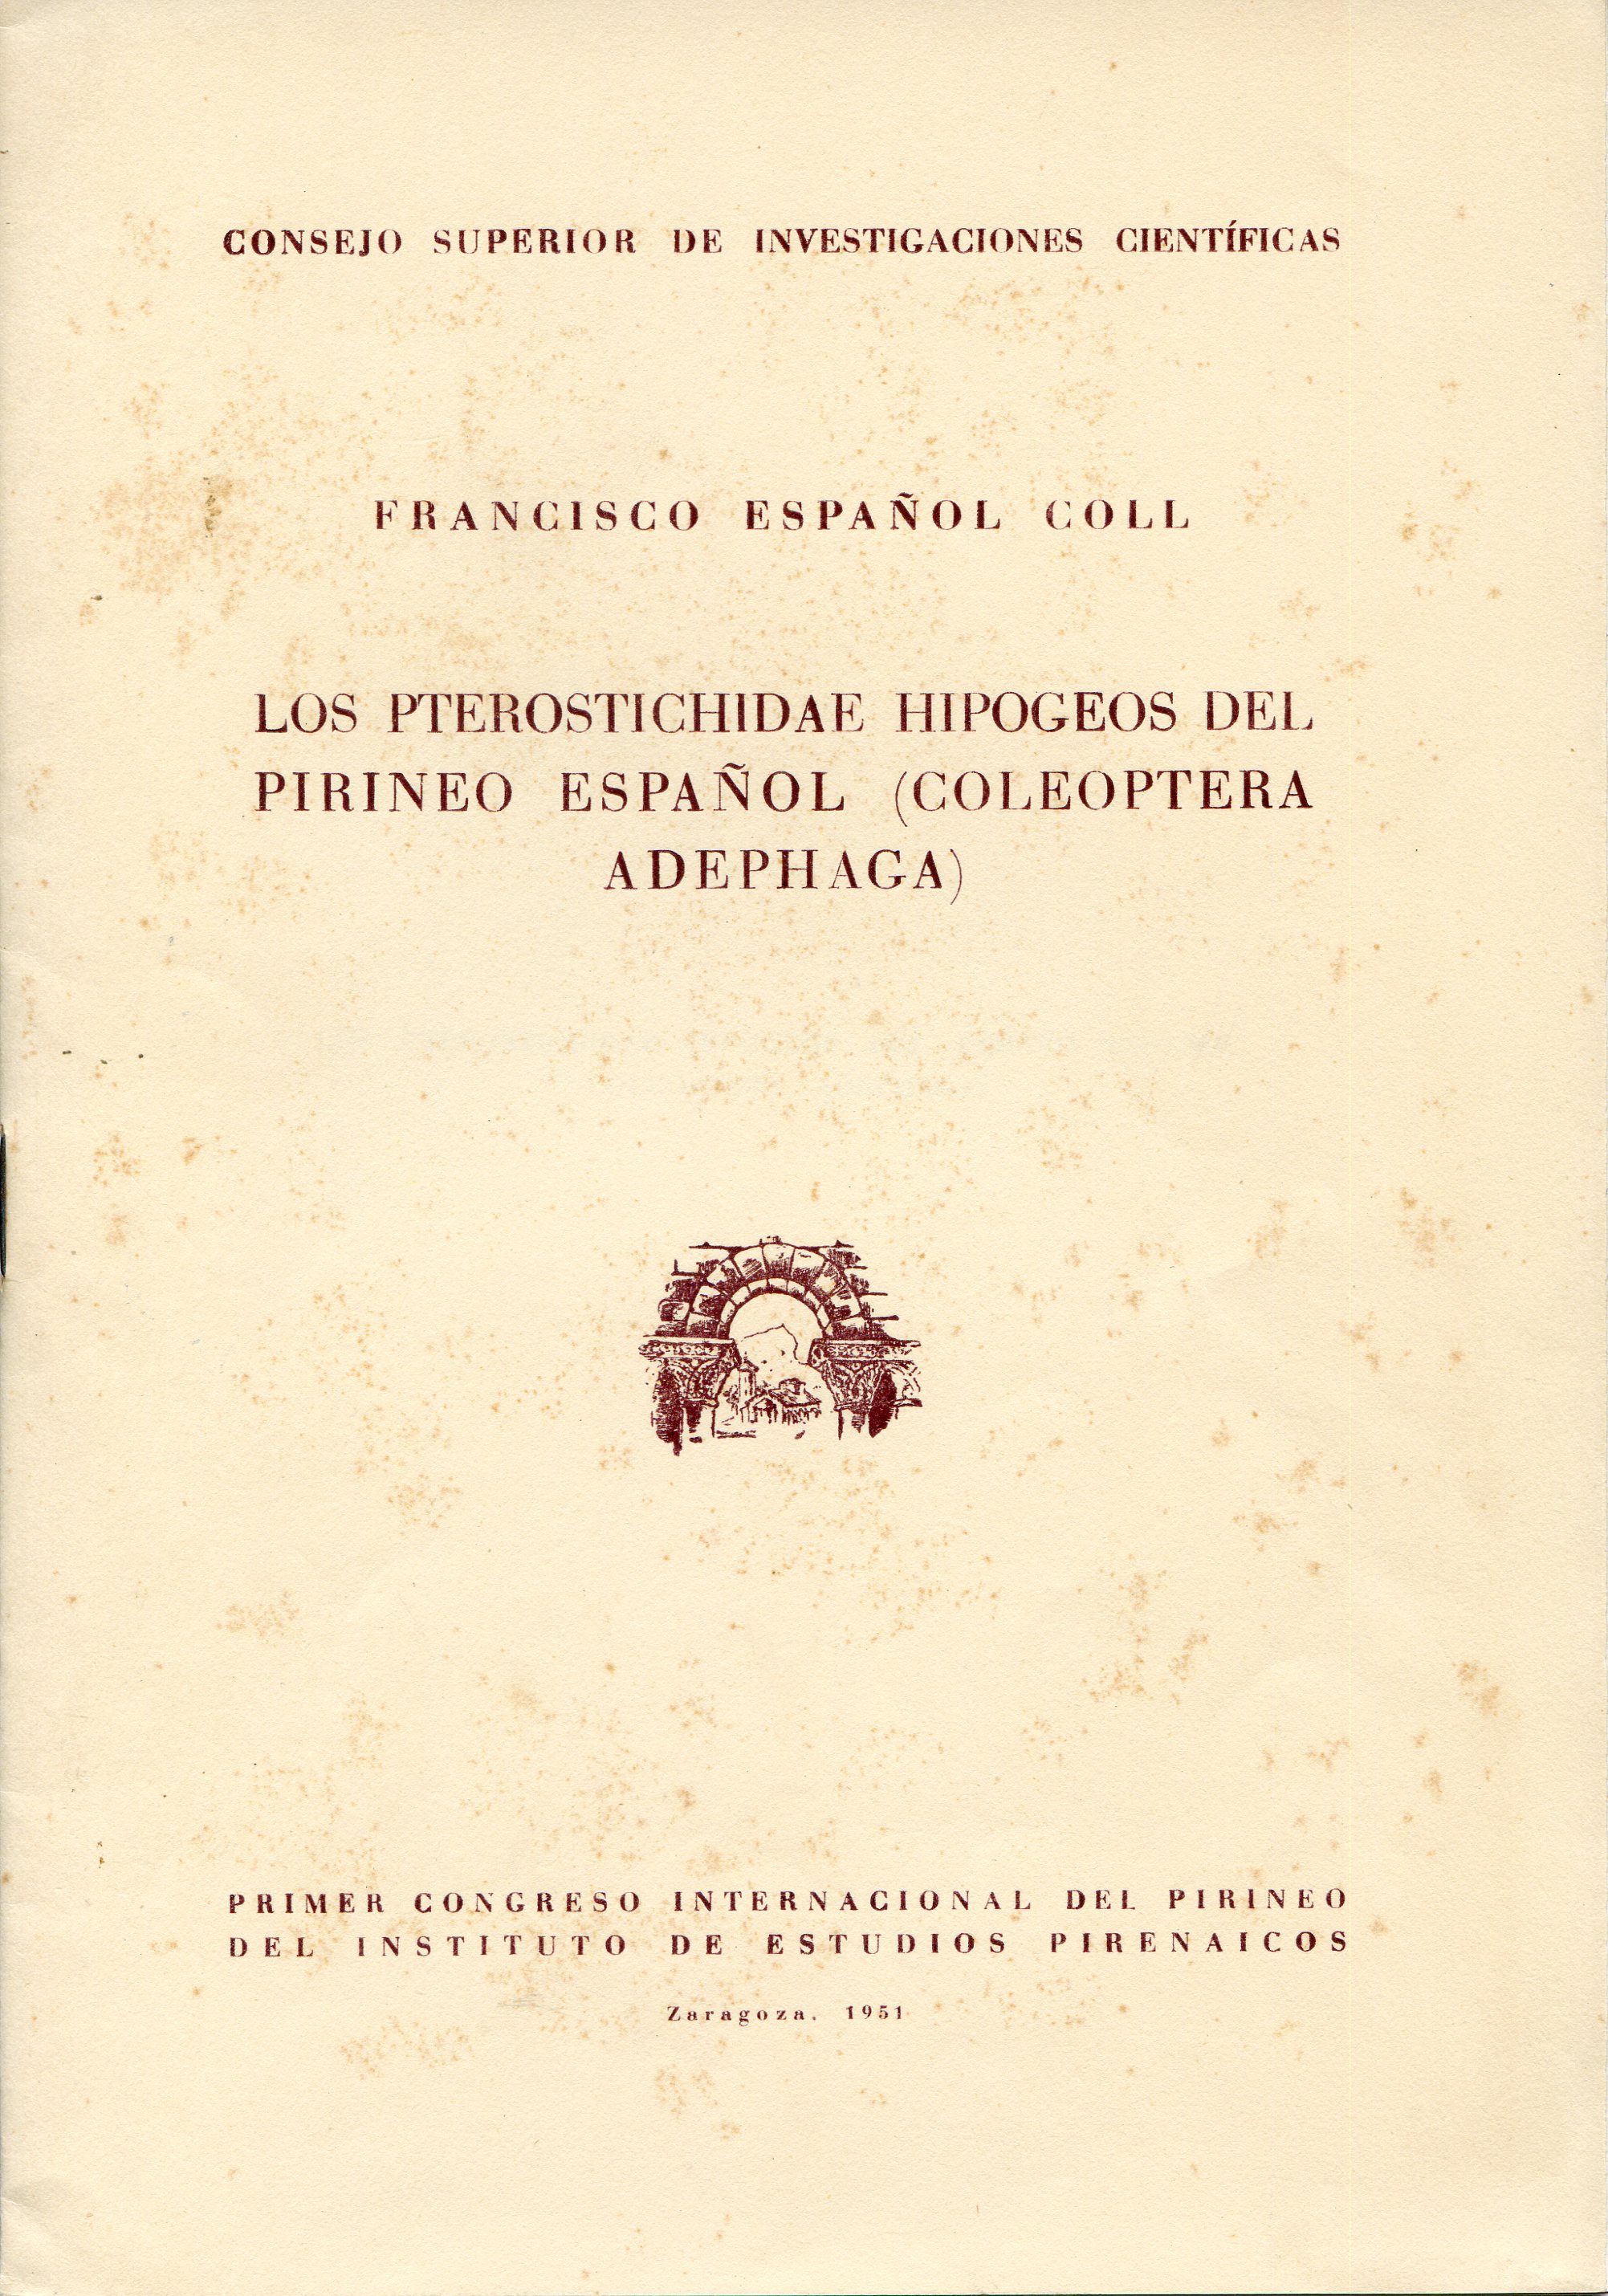 CONSEJO SUPERIOR DE INVESTIGACIONES CIENTÍFICAS
FRANCISCO ESPAÑOL COLL
LOS PTEROSTICHIDAE HIPOGEOS DEL
PIRINEO ESPAÑOL (COLEOPTERA
ADEPHAGA)
PRIMER CONGRESO INTERNACIONAL DEL PIRINEO
DEL INSTITUTO DE ESTUDIOS PIRENAICOS
Zaragoza, 1951